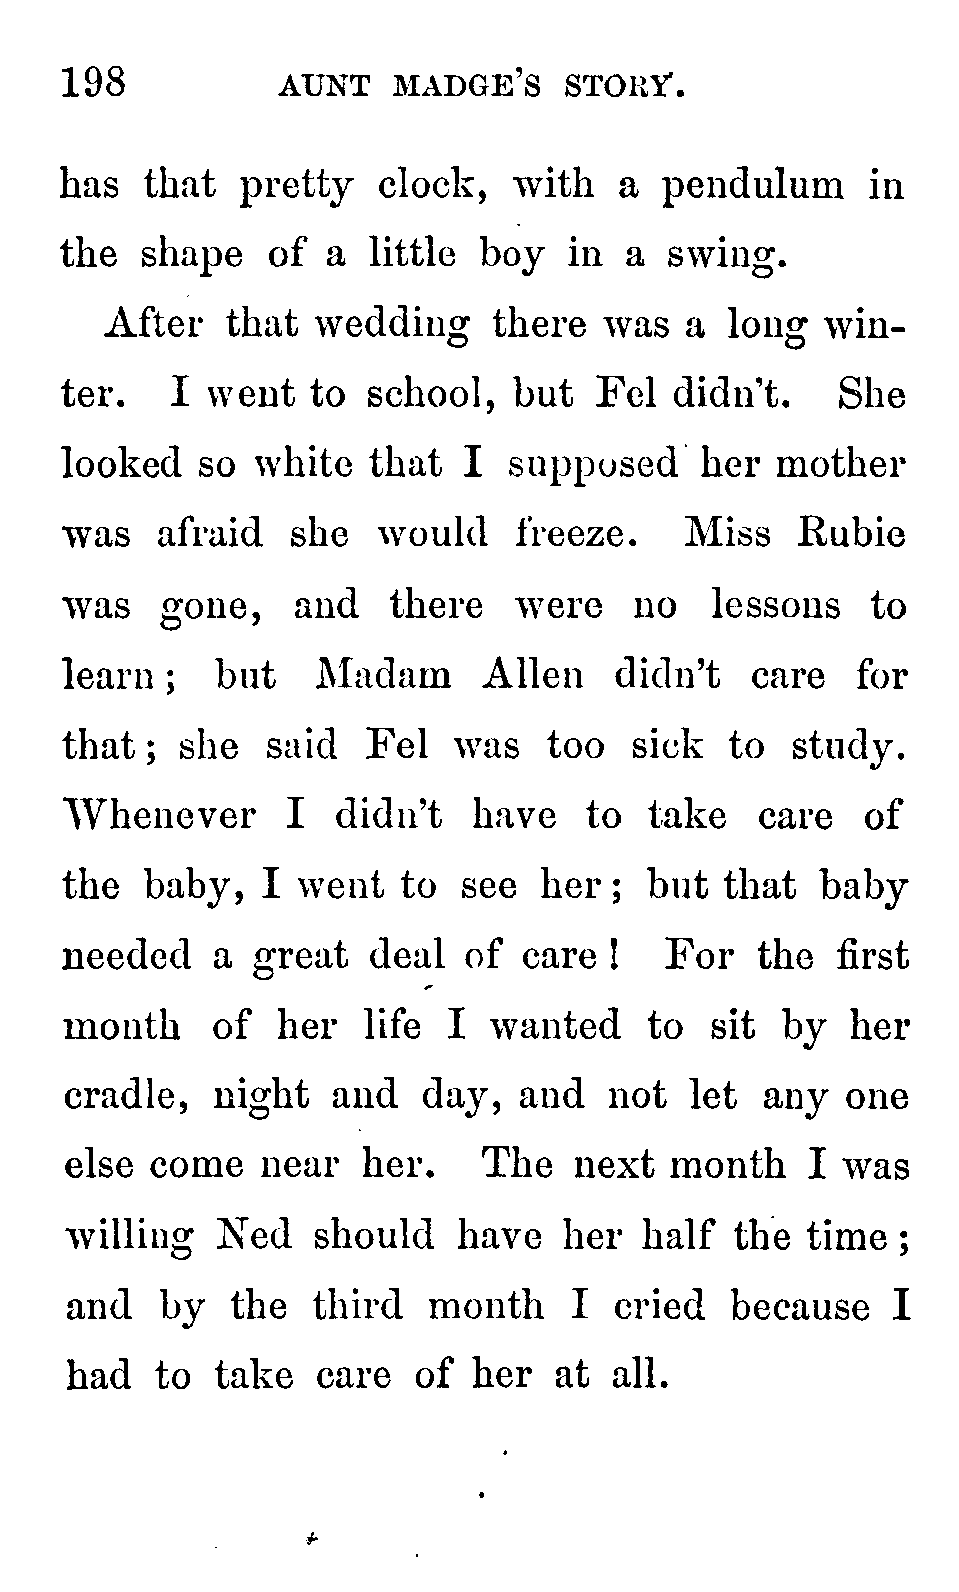 198 AUNT MADGE'S STORY.
has that pretty clock, with a pendulum in
the shape of a little boy in a swing.
After that wedding there was a long win-
ter. I went to school, but Fel didn't. She
looked so white that I supposed her mother
was afraid she would freeze. Miss Rubie
was gone, and there were no lessons to
learn; but Madam Allen didn't care for
that; she said Fel was too sick to study.
Whenever I didn't have to take care of
the baby, I went to see her; but that baby
needed a great deal of care! For the first
month of her life I wanted to sit by her
cradle, night and day, and not let any one
else come near her. The next month I was
willing Ned should have her half the time;
and by the third month I cried because I
had to take care of her at all.